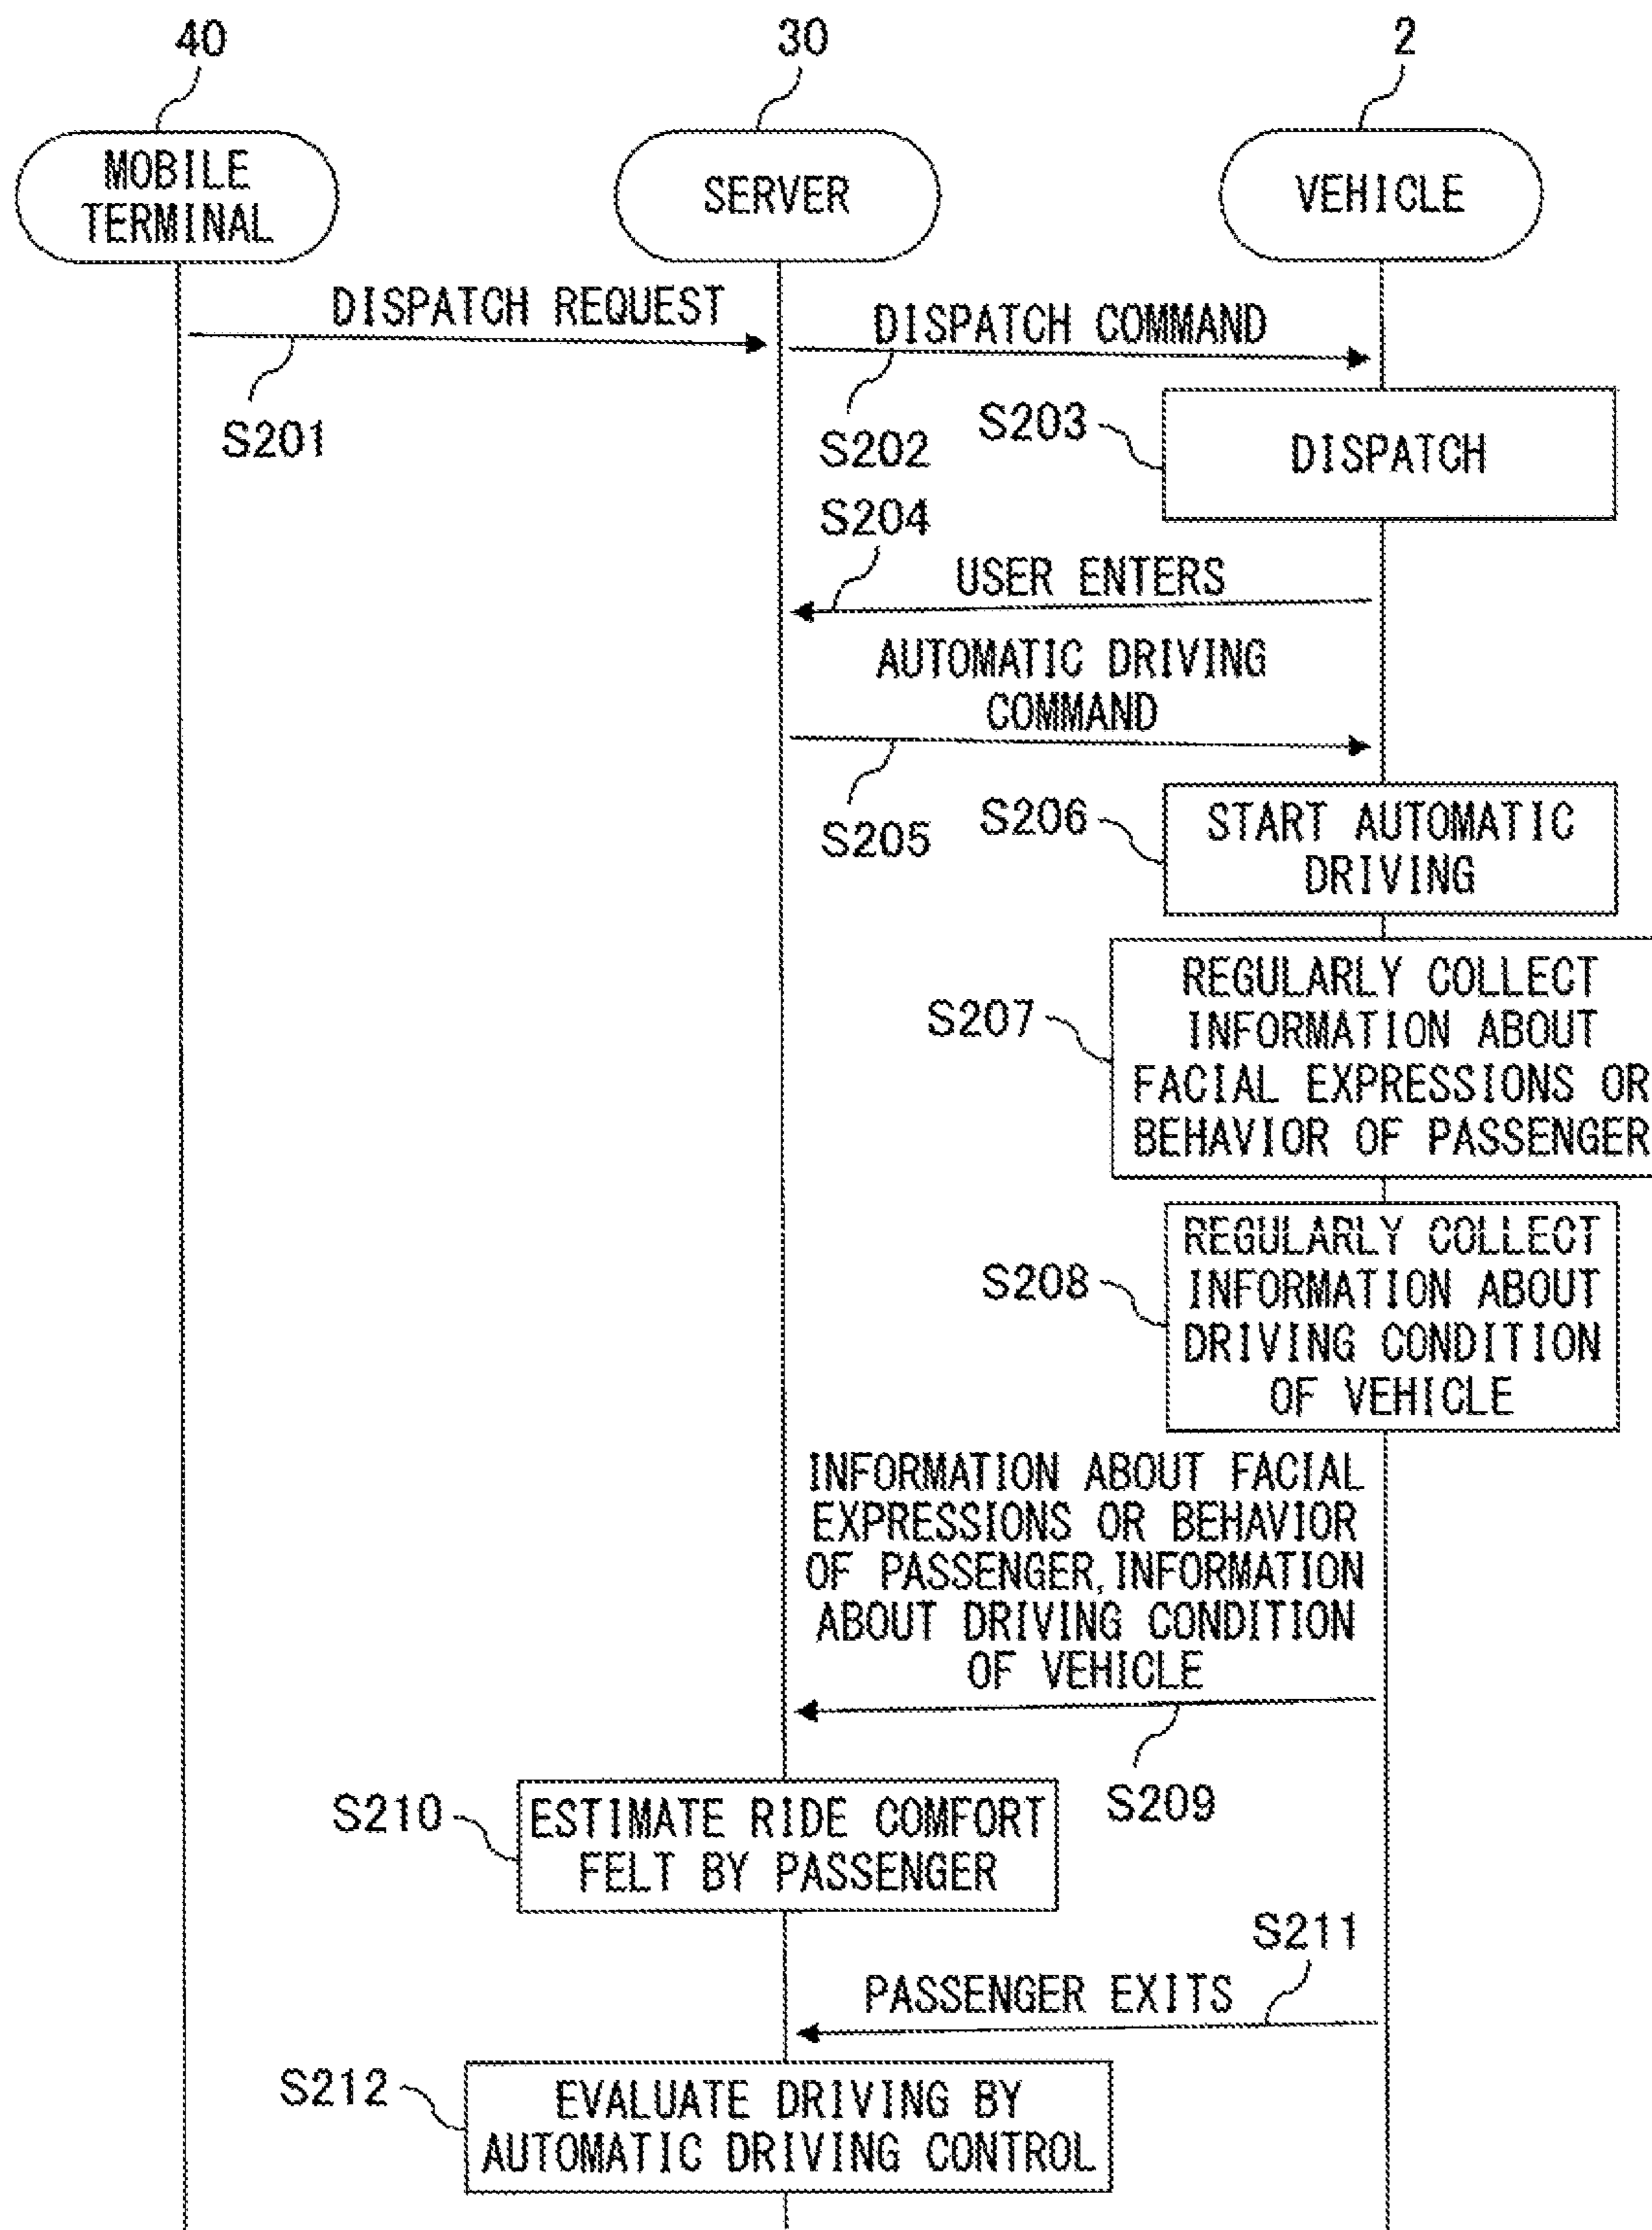 40
30
2
MOBILE
TERMINAL
SERVER
VEHICLE
DISPATCH REQUEST
DISPATCH COMMAND
S201
S202
S203
DISPATCH
S204
USER ENTERS
AUTOMATIC DRIVING
COMMAND
S205
S206
START AUTOMATIC
DRIVING
S207
REGULARLY COLLECT
INFORMATION ABOUT
FACIAL EXPRESSIONS OR
BEHAVIOR OF PASSENGER
S208
REGULARLY COLLECT
INFORMATION ABOUT
DRIVING CONDITION
OF VEHICLE
INFORMATION ABOUT FACIAL
EXPRESSIONS OR BEHAVIOR
OF PASSENGER, INFORMATION
ABOUT DRIVING CONDITION
OF VEHICLE
S209
S210
ESTIMATE RIDE COMFORT
FELT BY PASSENGER
S211
PASSENGER EXITS
S212
EVALUATE DRIVING BY
AUTOMATIC DRIVING CONTROL